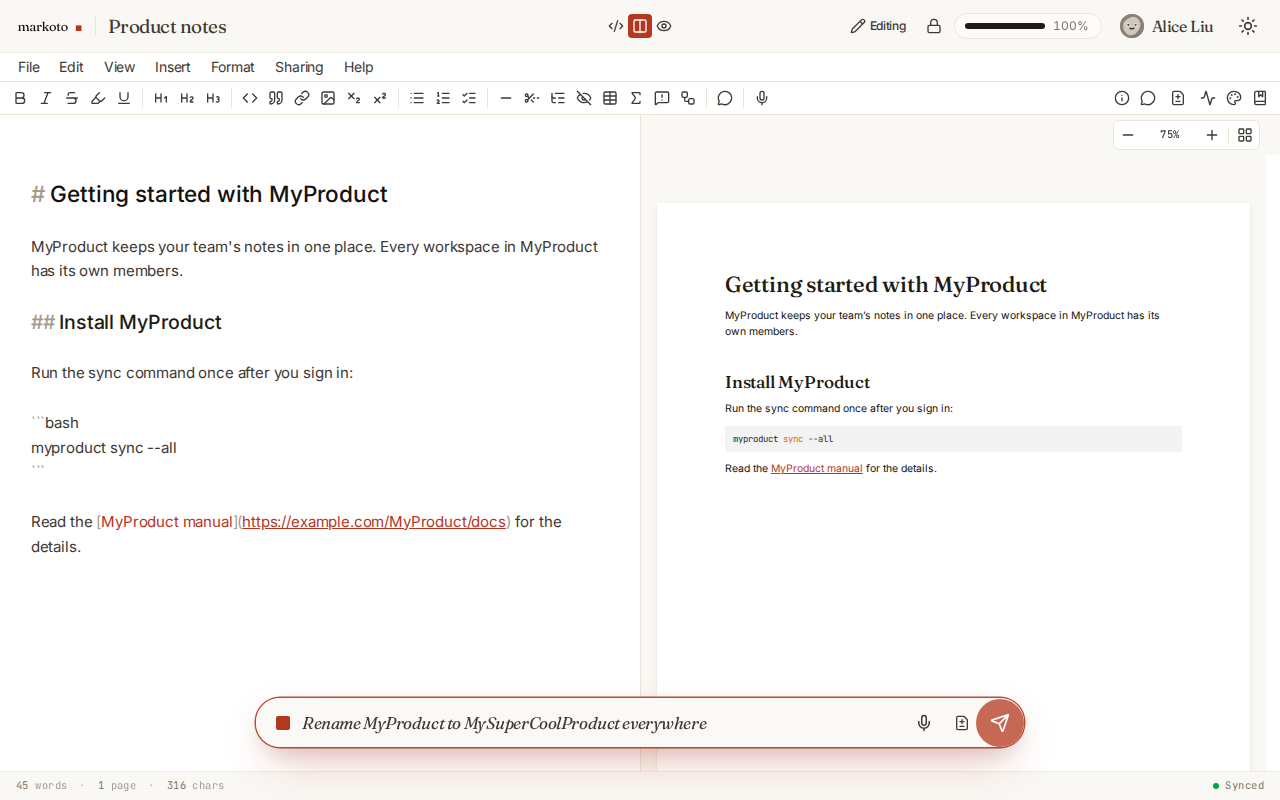 markoto
Product notes
Editing
100%
Alice Liu
File Edit View Insert Format Sharing Help
H1 H2 H3
75%
# Getting started with MyProduct
MyProduct keeps your team's notes in one place. Every workspace in MyProduct
has its own members.
## Install MyProduct
Run the sync command once after you sign in:
```bash
myproduct sync --all
```
Read the [MyProduct manual](https://example.com/MyProduct/docs) for the
details.
Getting started with MyProduct
MyProduct keeps your team's notes in one place. Every workspace in MyProduct has its
own members.
Install MyProduct
Run the sync command once after you sign in:
myproduct sync --all
Read the MyProduct manual for the details.
Rename MyProduct to MySuperCoolProduct everywhere
45 words · 1 page · 316 chars
Synced